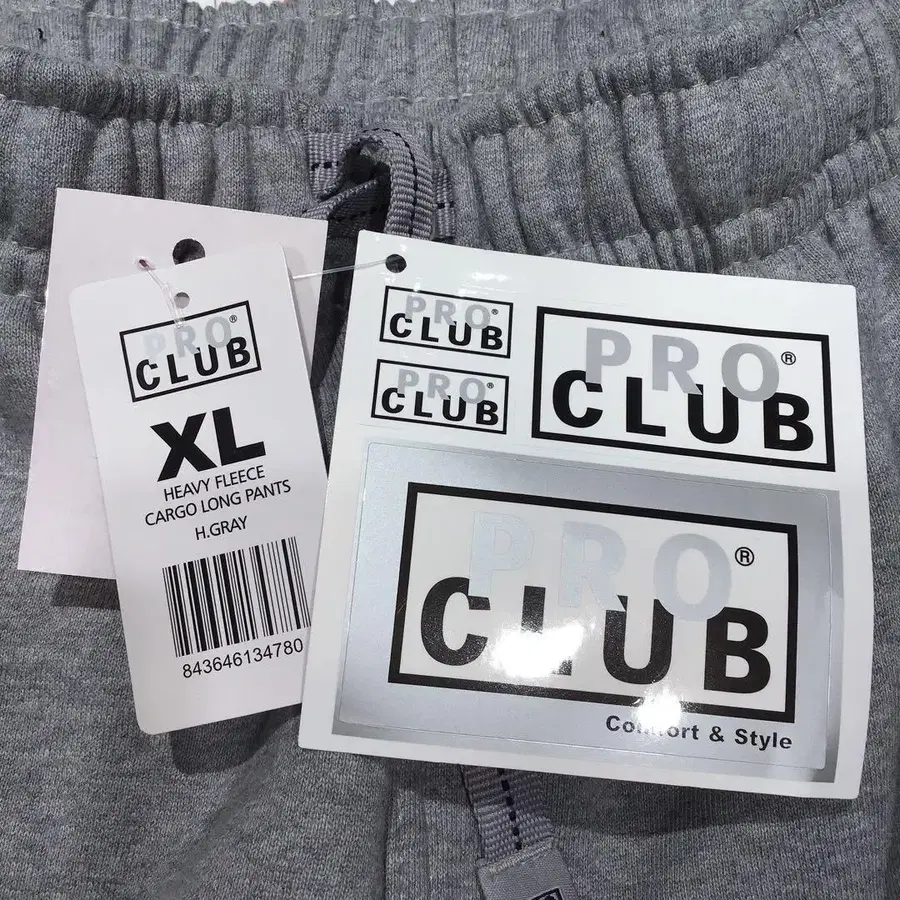 PRO®
CLUB
XL
HEAVY FLEECE
CARGO LONG PANTS
H.GRAY
843646134780
PRO®
CLUB
PRO®
CLUB
PRO®
CLUB
PRO®
CLUB
Comfort & Style